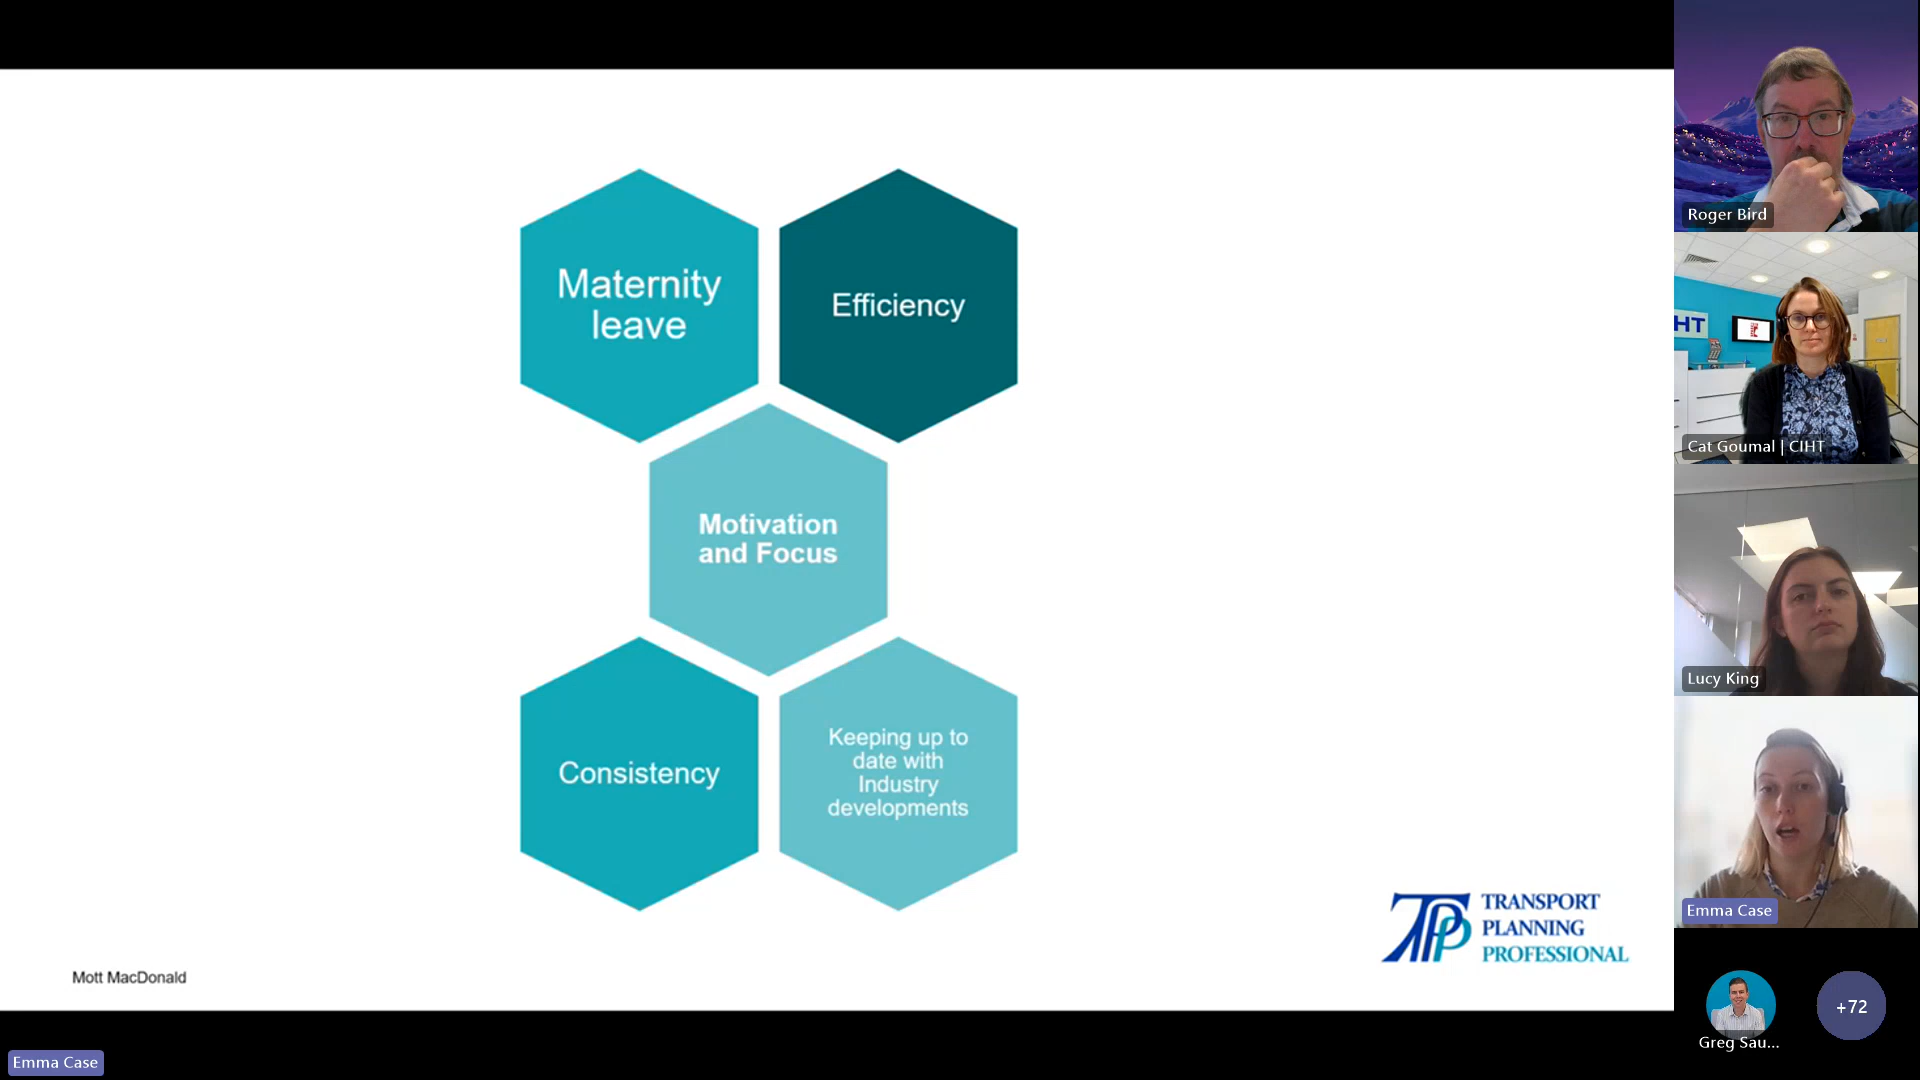 Maternity
leave
Efficiency
Motivation
and Focus
Consistency
Keeping up to
date with
Industry
developments
TRANSPORT
PLANNING
PROFESSIONAL
Mott MacDonald
Emma Case
Roger Bird
HT
Cat Goumal | CIHT
Lucy King
Emma Case
Greg Sau...
+72